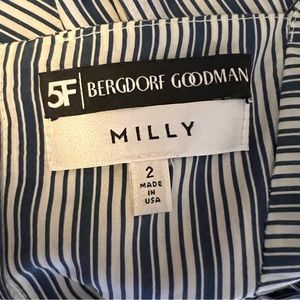 5F | BERGDORF GOODMAN
MILLY
2
MADE
IN
USA